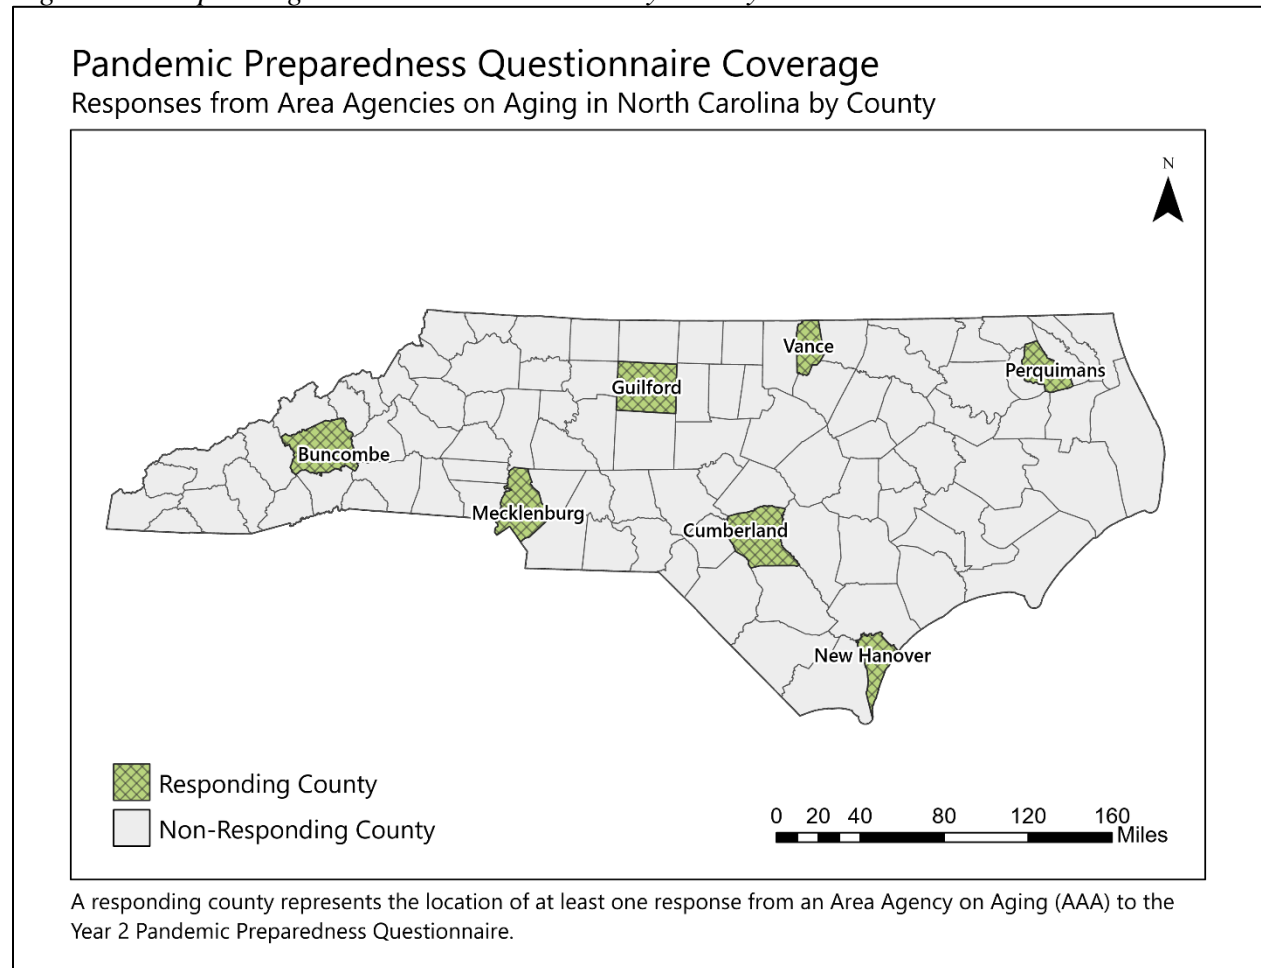 Pandemic Preparedness Questionnaire Coverage
Responses from Area Agencies on Aging in North Carolina by County
N
Vance
Perquimans
Guilford
Buncombe
Mecklenburg
Cumberland
New Hanover
Responding County
Non-Responding County
0 20 40 80 120 160
Miles
A responding county represents the location of at least one response from an Area Agency on Aging (AAA) to the
Year 2 Pandemic Preparedness Questionnaire.